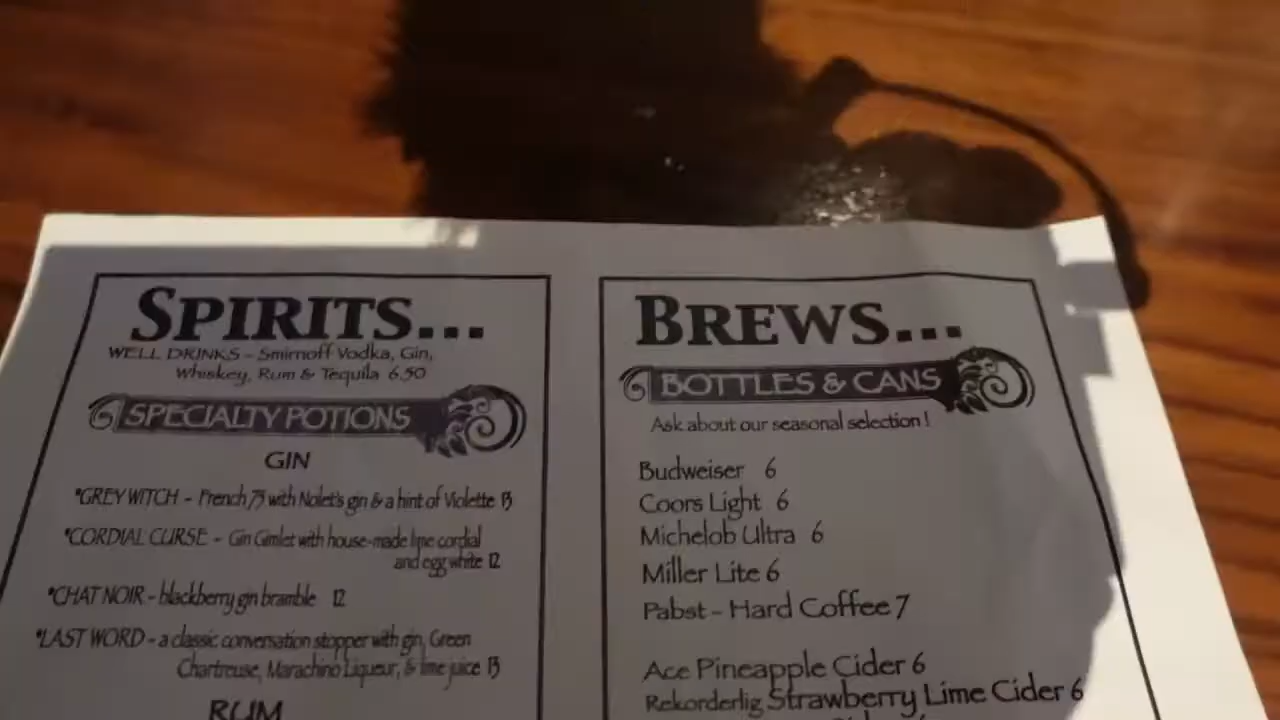 SPIRITS...
WELL DRINKS - Smirnoff Vodka, Gin,
Whiskey, Rum & Tequila 6.50
SPECIALTY POTIONS
GIN
*GREY WITCH - French 75 with Nolet's gin & a hint of Violette 13
*CORDIAL CURSE - Gin Gimlet with house-made lime cordial
and egg white 12
*CHAT NOIR - blackberry gin bramble 12
*LAST WORD - a classic conversation stopper with gin, Green
Chartreuse, Marachino Liqueur, & lime juice 13
RUM
BREWS...
BOTTLES & CANS
Ask about our seasonal selection!
Budweiser 6
Coors Light 6
Michelob Ultra 6
Miller Lite 6
Pabst - Hard Coffee 7
Ace Pineapple Cider 6
Rekorderlig Strawberry Lime Cider 6